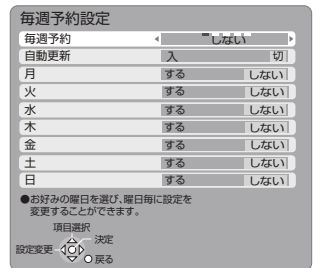 毎週予約設定
毎週予約 しない
自動更新 入 切
月 する しない
火 する しない
水 する しない
木 する しない
金 する しない
土 する しない
日 する しない
●お好みの曜日を選び、曜日毎に設定を
変更することができます。
項目選択
決定
設定変更
戻る